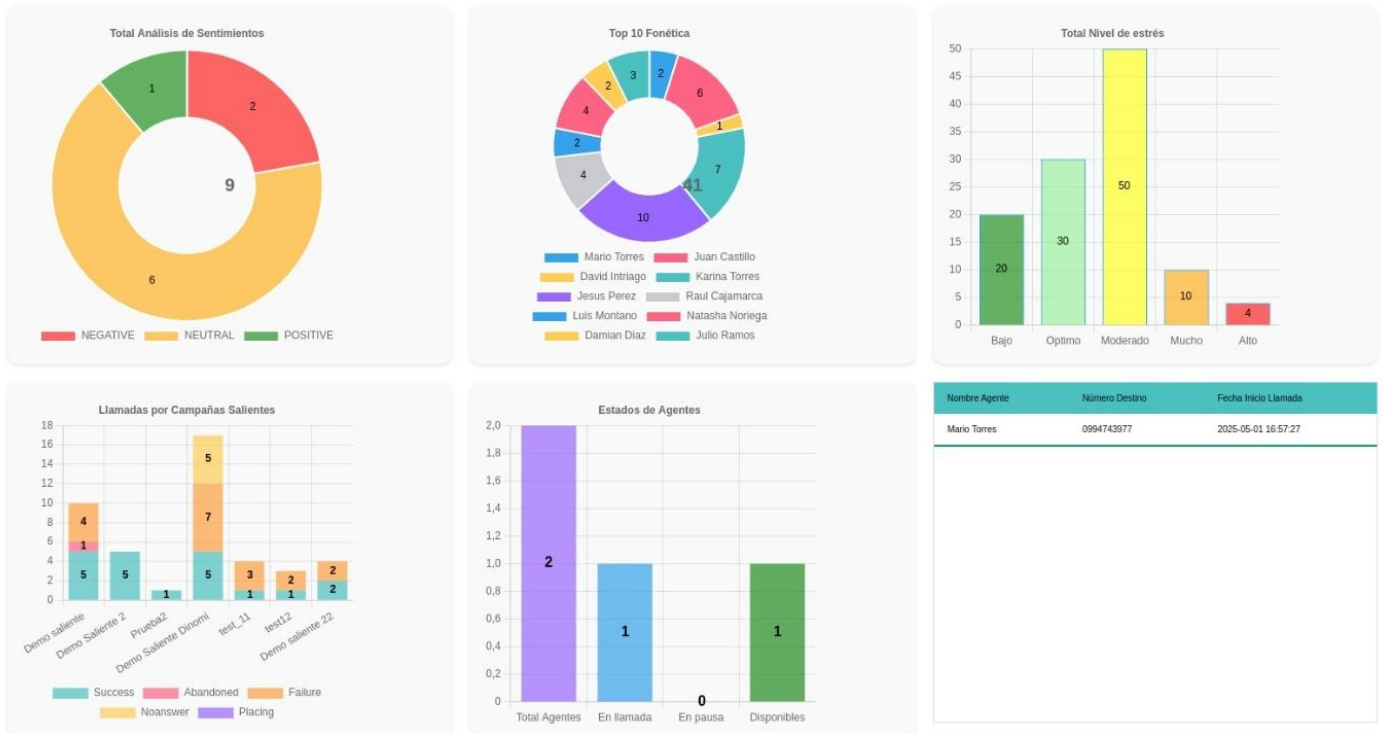 Total Análisis de Sentimientos
1
2
9
6
NEGATIVE NEUTRAL POSITIVE
Top 10 Fonética
3 2
2 6
4 1
2 7
4 41
10
Mario Torres Juan Castillo
David Intriago Karina Torres
Jesus Perez Raul Cajamarca
Luis Montano Natasha Noriega
Damian Diaz Julio Ramos
Total Nivel de estrés
50
45
40
35
30
25
20
15
10
5
0
20 30 50 10 4
Bajo Optimo Moderado Mucho Alto
Llamadas por Campañas Salientes
18
16
14
12
10
8
6
4
2
0
4
1
5
5
1
5
7
5
3
1
2
1
2
2
Demo saliente
Demo Saliente 2
Prueba2
Demo Saliente Dinomi
test_11
test12
Demo saliente 22
Success Abandoned Failure
Noanswer Placing
Estados de Agentes
2,0
1,8
1,6
1,4
1,2
1,0
0,8
0,6
0,4
0,2
0
2 1 0 1
Total Agentes En llamada En pausa Disponibles
Nombre Agente Número Destino Fecha Inicio Llamada
Mario Torres 0994743977 2025-05-01 16:57:27